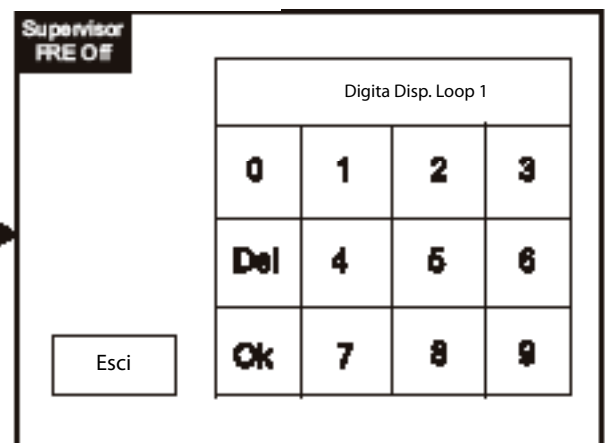 Supervisor
FRE Off
Digita Disp. Loop 1
0 1 2 3
Del 4 5 6
Esci
Ok 7 8 9